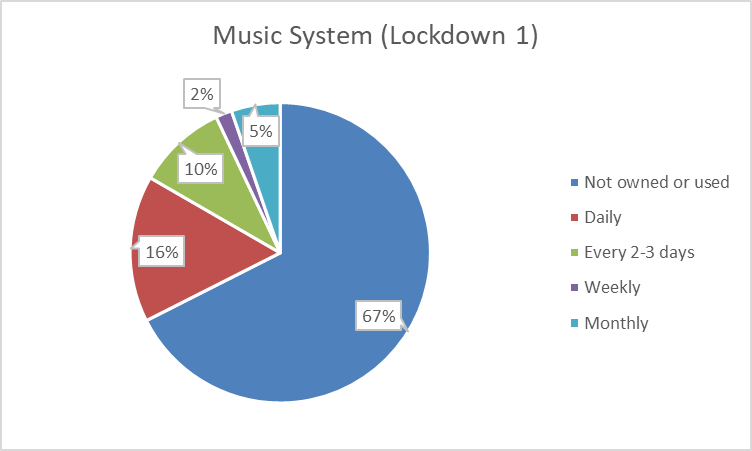 Music System (Lockdown 1)
2%
5%
10%
16%
67%
Not owned or used
Daily
Every 2-3 days
Weekly
Monthly